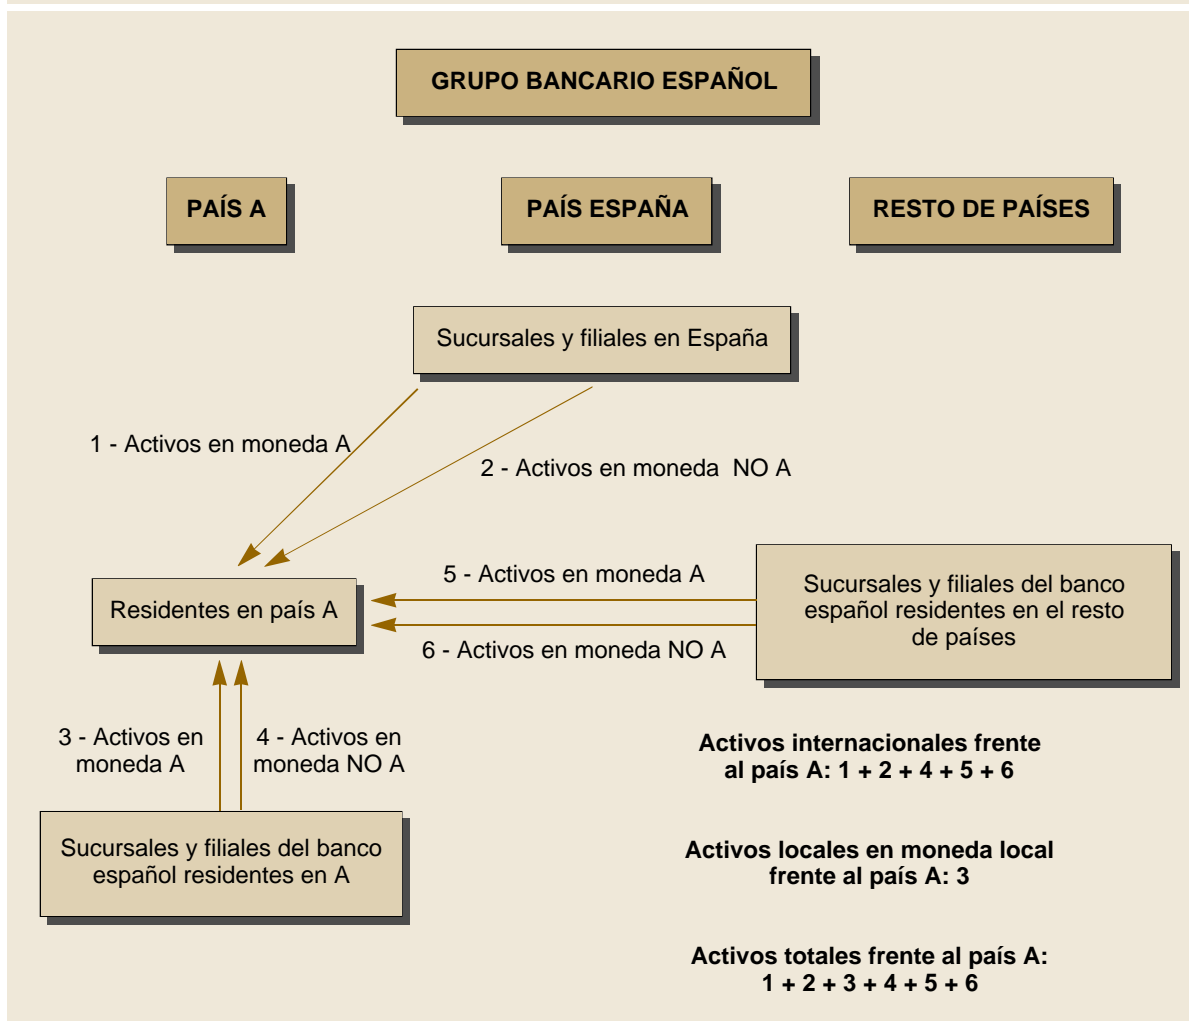 GRUPO BANCARIO ESPAÑOL
PAÍS A
PAÍS ESPAÑA
RESTO DE PAÍSES
Sucursales y filiales en España
1 - Activos en moneda A
2 - Activos en moneda  NO A
5 - Activos en moneda A
Residentes en país A
6 - Activos en moneda NO A
Sucursales y filiales del banco
español residentes en el resto
de países
3 - Activos en
moneda A
4 - Activos en
moneda NO A
Sucursales y filiales del banco
español residentes en A
Activos internacionales frente
al país A: 1 + 2 + 4 + 5 + 6
Activos locales en moneda local
frente al país A: 3
Activos totales frente al país A:
1 + 2 + 3 + 4 + 5 + 6